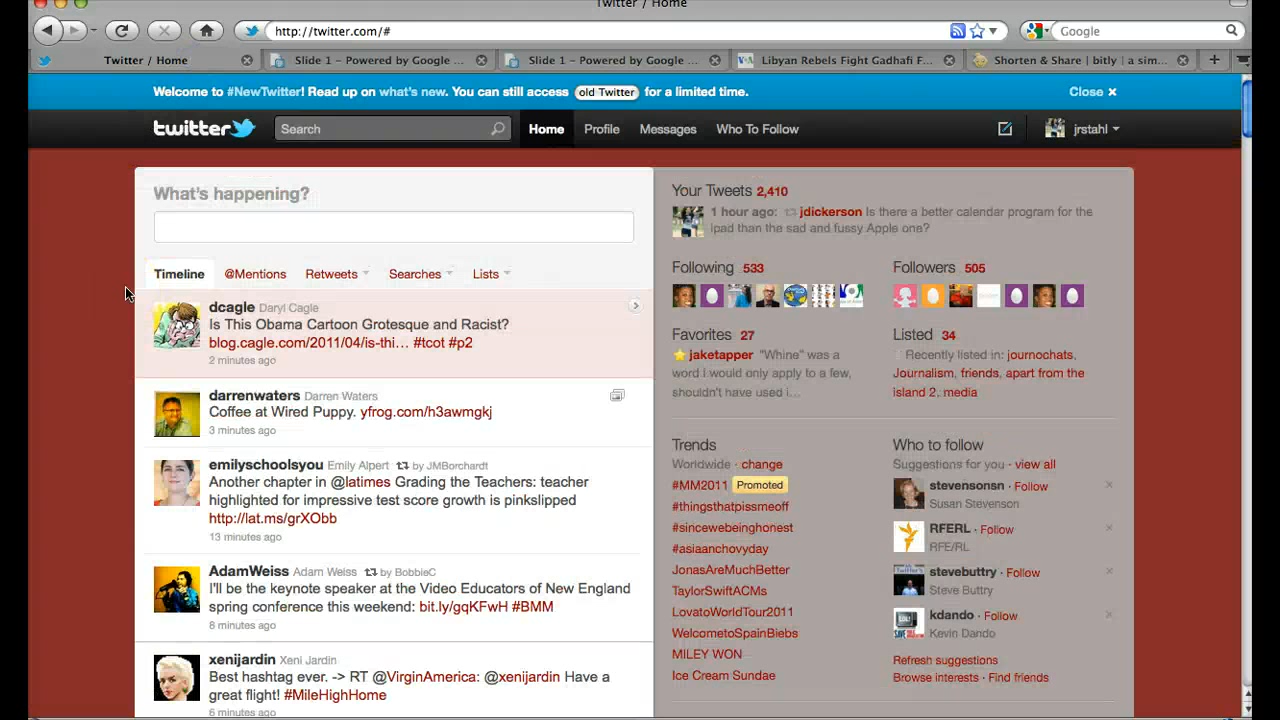 Twitter / Home
http://twitter.com/#
Google
Twitter / Home
Slide 1 – Powered by Google ...
Slide 1 – Powered by Google ...
Libyan Rebels Fight Gadhafi F...
Shorten & Share | bitly | a sim...
Welcome to #NewTwitter! Read up on what's new. You can still access old Twitter for a limited time.
Close ×
twitter
Search
Home
Profile
Messages
Who To Follow
jrstahl
What's happening?
Timeline
@Mentions
Retweets
Searches
Lists
dcagle Daryl Cagle
Is This Obama Cartoon Grotesque and Racist?
blog.cagle.com/2011/04/is-thi... #tcot #p2
2 minutes ago
darrenwaters Darren Waters
Coffee at Wired Puppy. yfrog.com/h3awmgkj
3 minutes ago
emilyschoolsyou Emily Alpert by JMBorchardt
Another chapter in @latimes Grading the Teachers: teacher
highlighted for impressive test score growth is pinkslipped
http://lat.ms/grXObb
13 minutes ago
AdamWeiss Adam Weiss by BobbieC
I'll be the keynote speaker at the Video Educators of New England
spring conference this weekend: bit.ly/gqKFwH #BMM
8 minutes ago
xenijardin Xeni Jardin
Best hashtag ever. -> RT @VirginAmerica: @xenijardin Have a
great flight! #MileHighHome
6 minutes ago
Your Tweets 2,410
1 hour ago: jdickerson Is there a better calendar program for the
Ipad than the sad and fussy Apple one?
Following 533
Followers 505
Favorites 27
jaketapper "Whine" was a
word I would only apply to a few,
shouldn't have used i...
Listed 34
Recently listed in: journochats,
Journalism, friends, apart from the
island 2, media
Trends
Worldwide · change
#MM2011 Promoted
#thingsthatpissmeoff
#sincewebeinghonest
#asiaanchovyday
JonasAreMuchBetter
TaylorSwiftACMs
LovatoWorldTour2011
WelcometoSpainBiebs
MILEY WON
Ice Cream Sundae
Who to follow
Suggestions for you · view all
stevensonsn · Follow
Susan Stevenson
RFERL · Follow
RFE/RL
stevebuttry · Follow
Steve Buttry
kdando · Follow
Kevin Dando
Refresh suggestions
Browse interests · Find friends